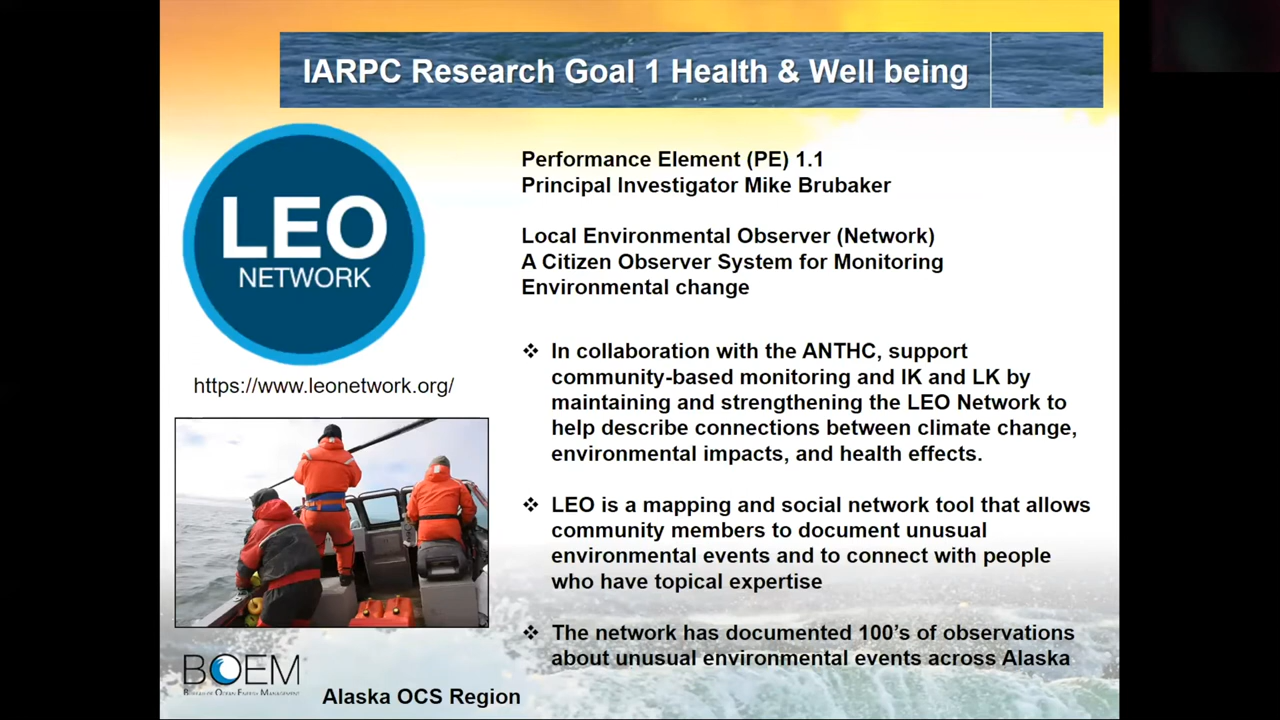 IARPC Research Goal 1 Health & Well being
LEO
NETWORK
https://www.leonetwork.org/
Performance Element (PE) 1.1
Principal Investigator Mike Brubaker
Local Environmental Observer (Network)
A Citizen Observer System for Monitoring
Environmental change
❖ In collaboration with the ANTHC, support
community-based monitoring and IK and LK by
maintaining and strengthening the LEO Network to
help describe connections between climate change,
environmental impacts, and health effects.
❖ LEO is a mapping and social network tool that allows
community members to document unusual
environmental events and to connect with people
who have topical expertise
❖ The network has documented 100's of observations
about unusual environmental events across Alaska
BOEM
Bureau of Ocean Energy Management
Alaska OCS Region